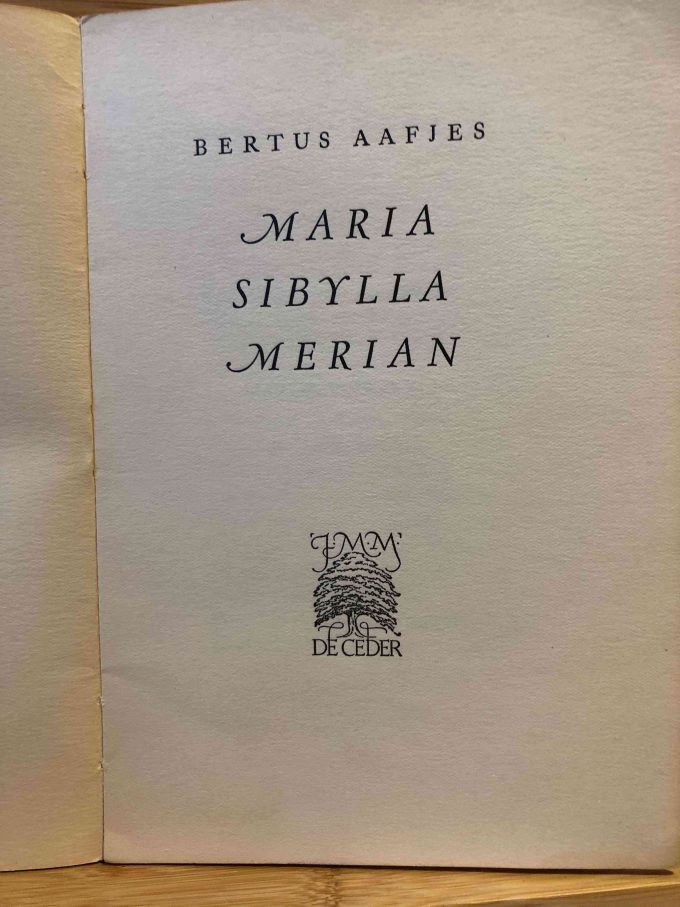 BERTUS AAFJES
MARIA
SIBYLLA
MERIAN
J.M.M.
DE CEDER